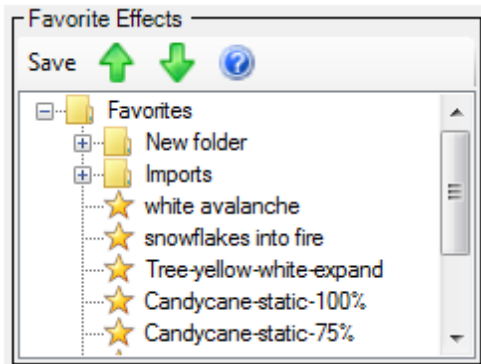 Favorite Effects
Save
Favorites
New folder
Imports
white avalanche
snowflakes into fire
Tree-yellow-white-expand
Candycane-static-100%
Candycane-static-75%